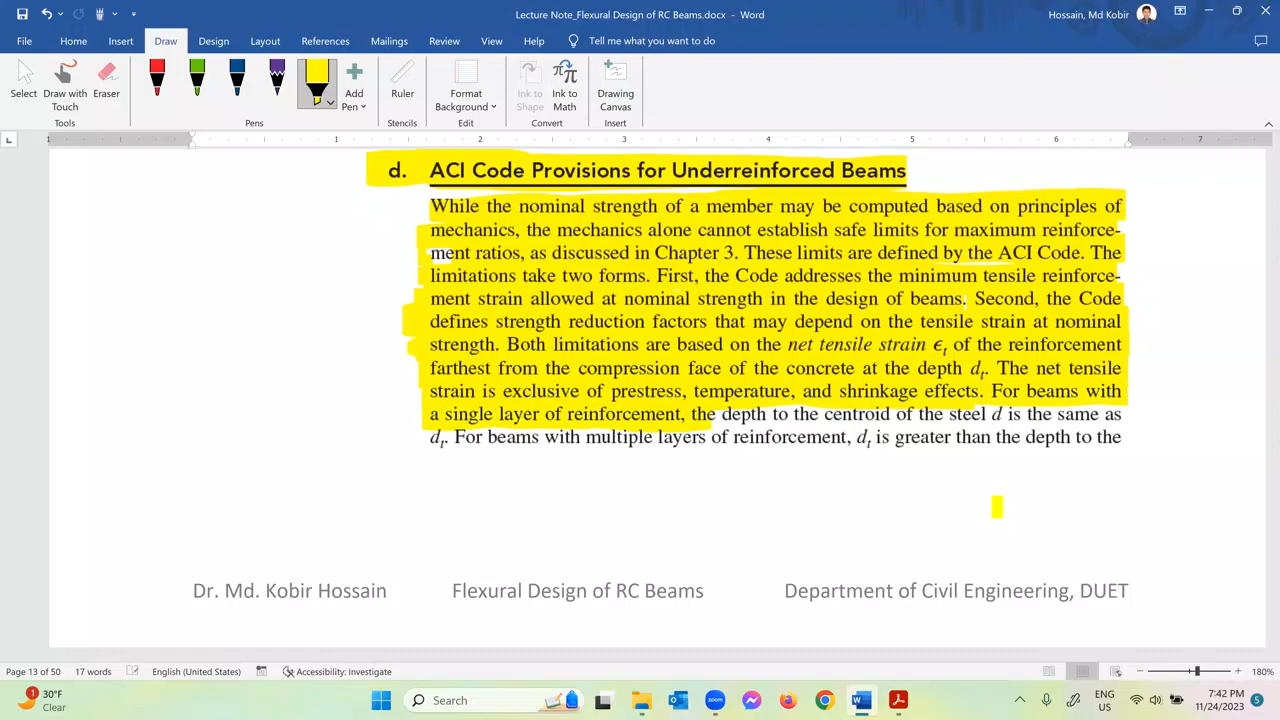 Lecture Note_Flexural Design of RC Beams.docx - Word
Hossain, Md Kobir
File Home Insert Draw Design Layout References Mailings Review View Help Tell me what you want to do
Select
Draw with Touch
Eraser
Add Pen
Ruler
Format Background
Ink to Shape
Ink to Math
Drawing Canvas
Tools Pens Stencils Edit Convert Insert
1 1 2 3 4 5 6 7
d. ACI Code Provisions for Underreinforced Beams
While the nominal strength of a member may be computed based on principles of
mechanics, the mechanics alone cannot establish safe limits for maximum reinforce-
ment ratios, as discussed in Chapter 3. These limits are defined by the ACI Code. The
limitations take two forms. First, the Code addresses the minimum tensile reinforce-
ment strain allowed at nominal strength in the design of beams. Second, the Code
defines strength reduction factors that may depend on the tensile strain at nominal
strength. Both limitations are based on the net tensile strain ϵt of the reinforcement
farthest from the compression face of the concrete at the depth dt. The net tensile
strain is exclusive of prestress, temperature, and shrinkage effects. For beams with
a single layer of reinforcement, the depth to the centroid of the steel d is the same as
dt. For beams with multiple layers of reinforcement, dt is greater than the depth to the
Dr. Md. Kobir Hossain Flexural Design of RC Beams Department of Civil Engineering, DUET
Page 13 of 50 17 words English (United States) Accessibility: Investigate 180%
1 30°F
Clear
Search
zoom
ENG
US
7:42 PM
11/24/2023
5